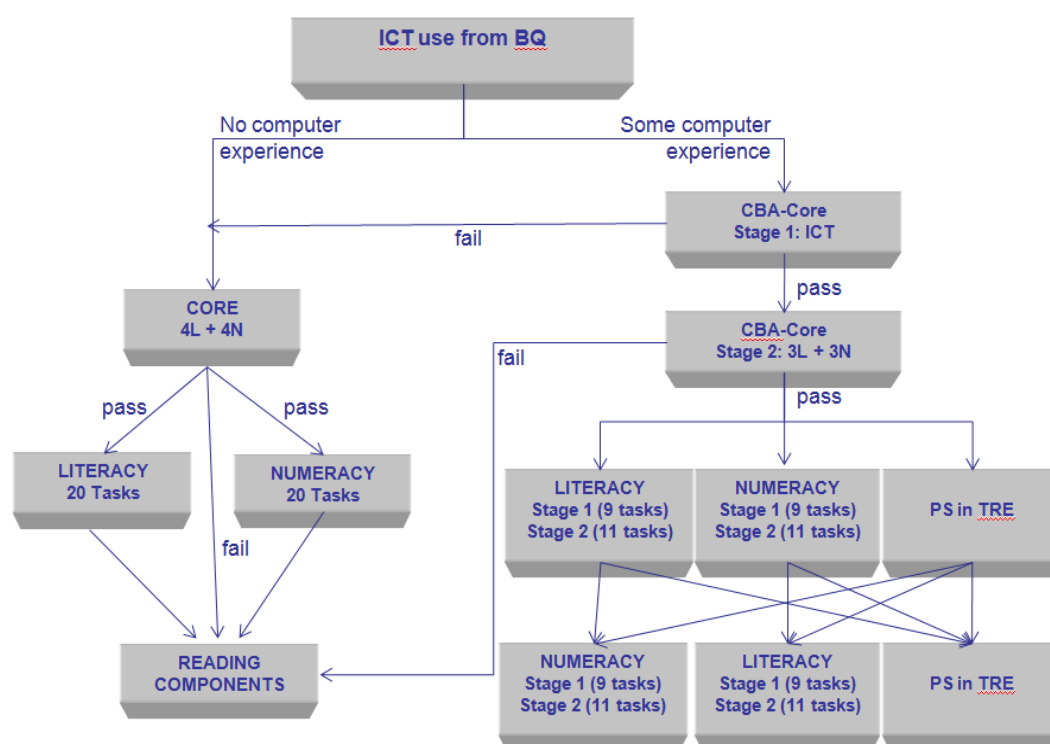 ICT use from BQ
No computer
experience
Some computer
experience
CBA-Core
Stage 1: ICT
fail
pass
CORE
4L + 4N
CBA-Core
Stage 2: 3L + 3N
fail
pass
pass
pass
LITERACY
20 Tasks
NUMERACY
20 Tasks
LITERACY
Stage 1 (9 tasks)
Stage 2 (11 tasks)
NUMERACY
Stage 1 (9 tasks)
Stage 2 (11 tasks)
PS in TRE
fail
READING
COMPONENTS
NUMERACY
Stage 1 (9 tasks)
Stage 2 (11 tasks)
LITERACY
Stage 1 (9 tasks)
Stage 2 (11 tasks)
PS in TRE